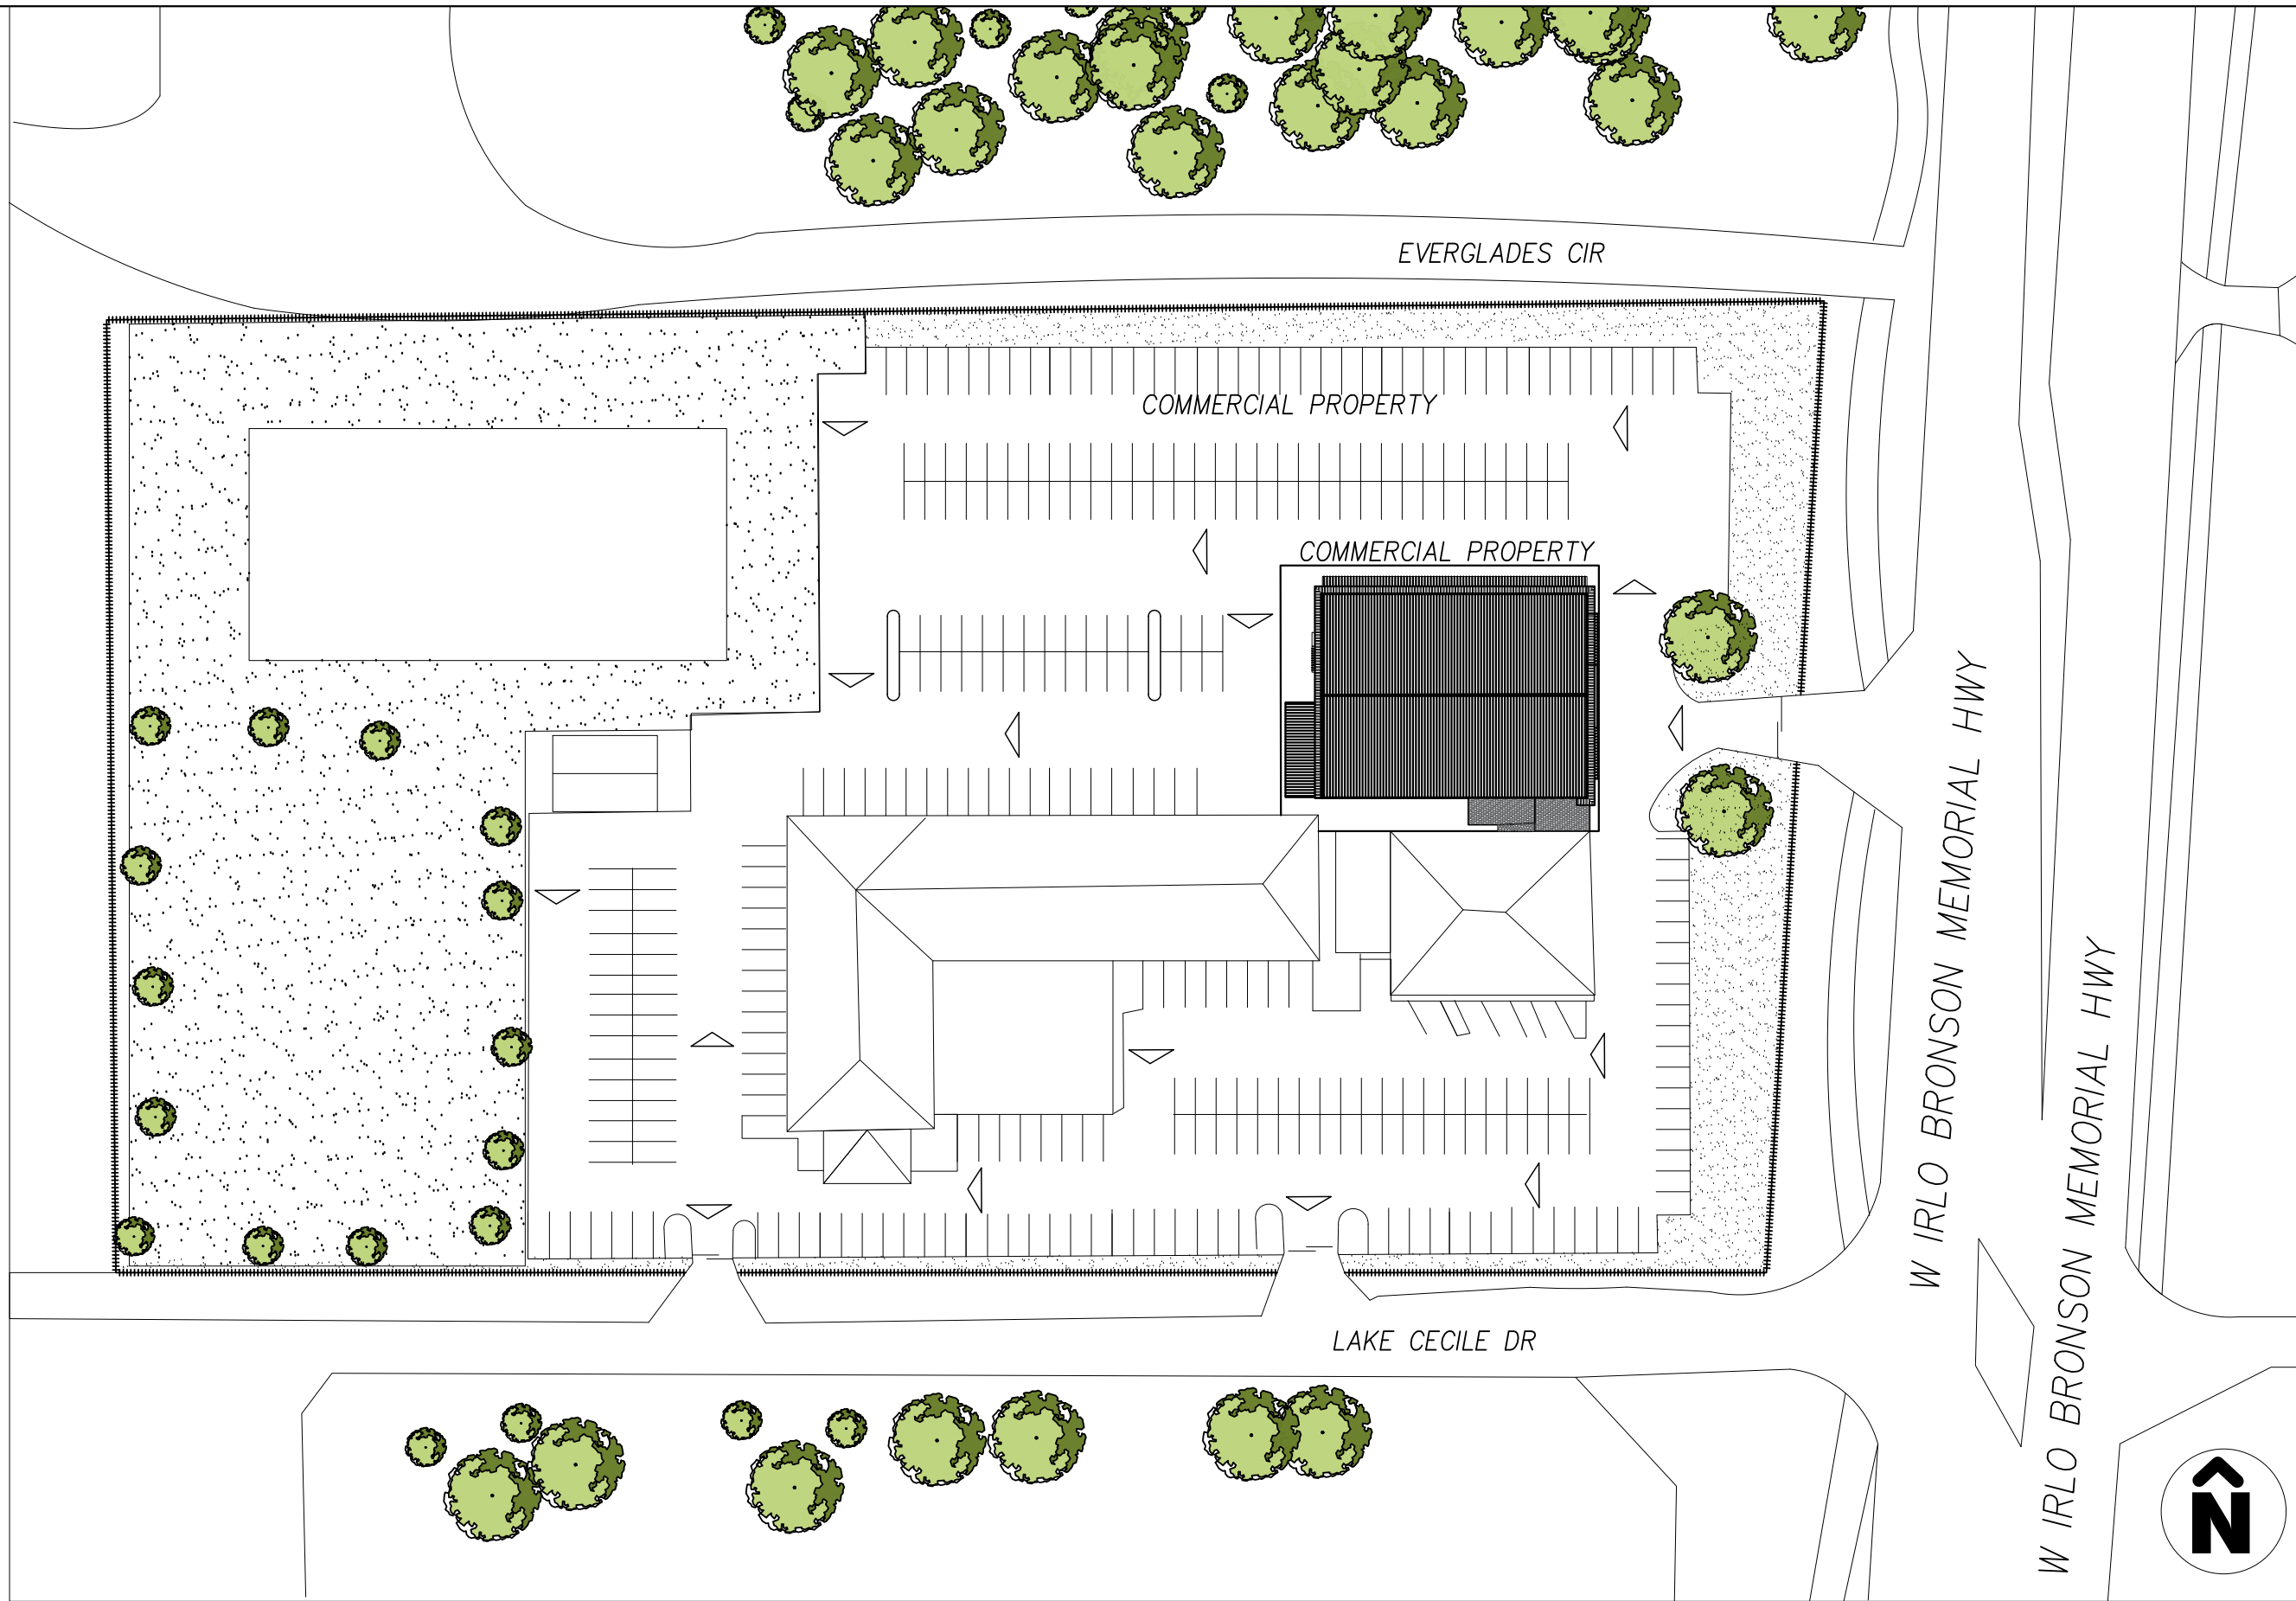 EVERGLADES CIR
COMMERCIAL PROPERTY
COMMERCIAL PROPERTY
W IRLO BRONSON MEMORIAL HWY
W IRLO BRONSON MEMORIAL HWY
LAKE CECILE DR
N